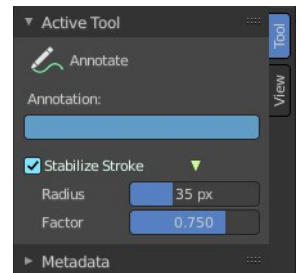 Active Tool
Tool
Annotate
Annotation:
View
Stabilize Stroke
Radius 35 px
Factor 0.750
Metadata